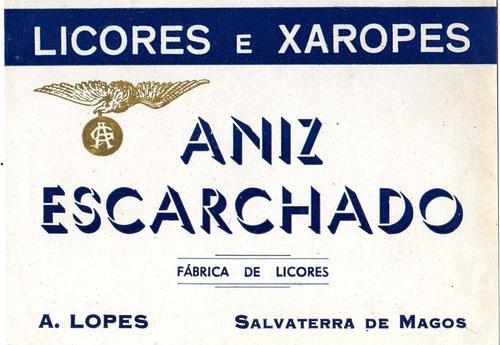 LICORES E XAROPES
ANIZ
ESCARCHADO
FÁBRICA DE LICORES
A. LOPES
SALVATERRA DE MAGOS